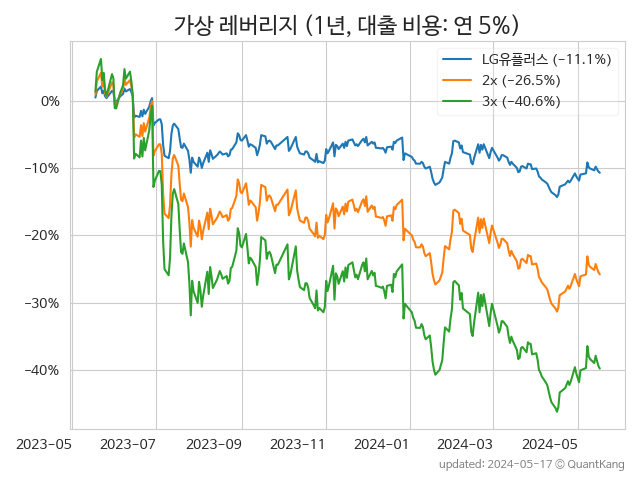 가상 레버리지 (1년, 대출 비용: 연 5%)
LG유플러스 (−11.1%)
2x (−26.5%)
3x (−40.6%)
0%
−10%
−20%
−30%
−40%
2023-05 2023-07 2023-09 2023-11 2024-01 2024-03 2024-05
updated: 2024-05-17 © QuantKang